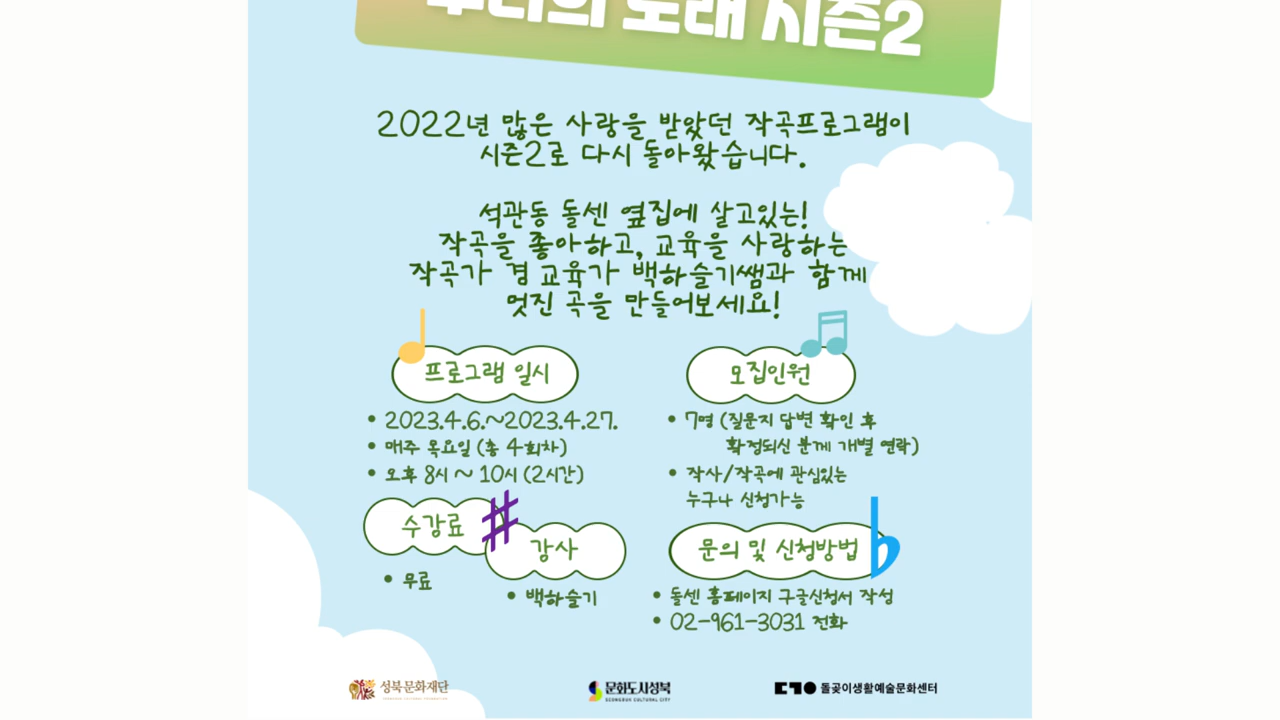 우리의 노래 시즌2
2022년 많은 사랑을 받았던 작곡프로그램이
시즌2로 다시 돌아왔습니다.
석관동 돌센 옆집에 살고있는!
작곡을 좋아하고, 교육을 사랑하는
작곡가 겸 교육가 백하슬기쌤과 함께
멋진 곡을 만들어보세요!
프로그램 일시
• 2023.4.6.~2023.4.27.
• 매주 목요일 (총 4회차)
• 오후 8시 ~ 10시 (2시간)
모집인원
• 7명 (질문지 답변 확인 후
확정되신 분께 개별 연락)
• 작사/작곡에 관심있는
누구나 신청가능
수강료
• 무료
강사
• 백하슬기
문의 및 신청방법
• 돌센 홈페이지 구글신청서 작성
• 02-961-3031 전화
성북문화재단
문화도시성북
SEONGBUK CULTURAL CITY
돌곶이생활예술문화센터